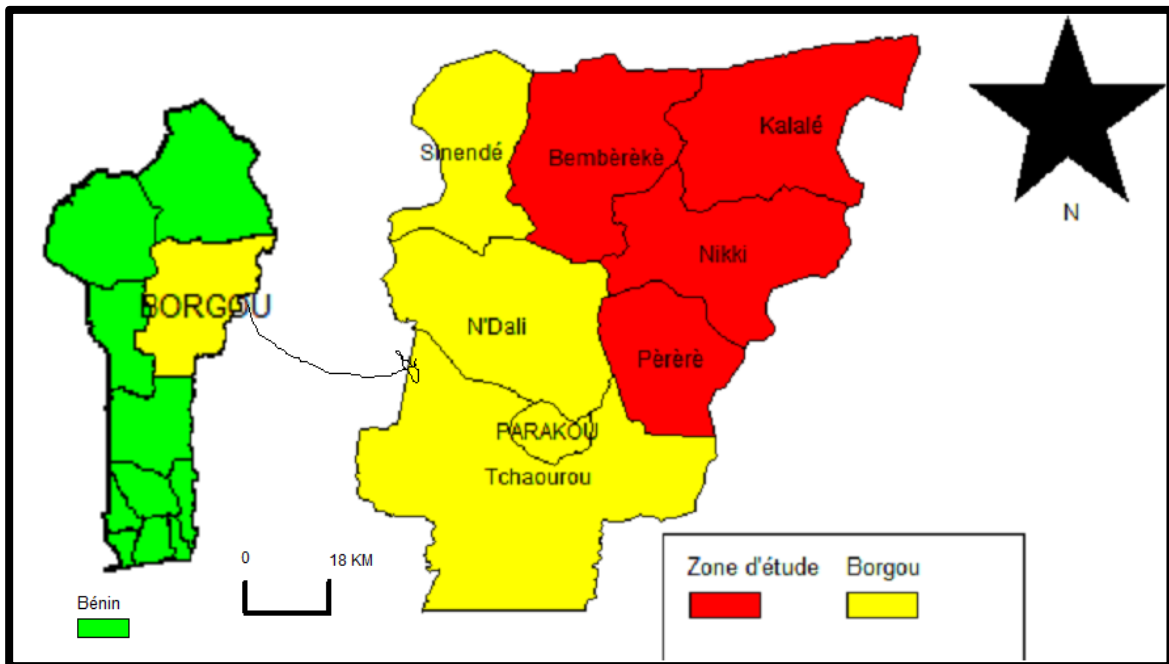 Kalalé
Sinendé
Bembèrèkè
N
Nikki
BORGOU
N'Dali
Pèrèrè
PARAKOU
Tchaourou
0 18 KM
Zone d'étude Borgou
Bénin